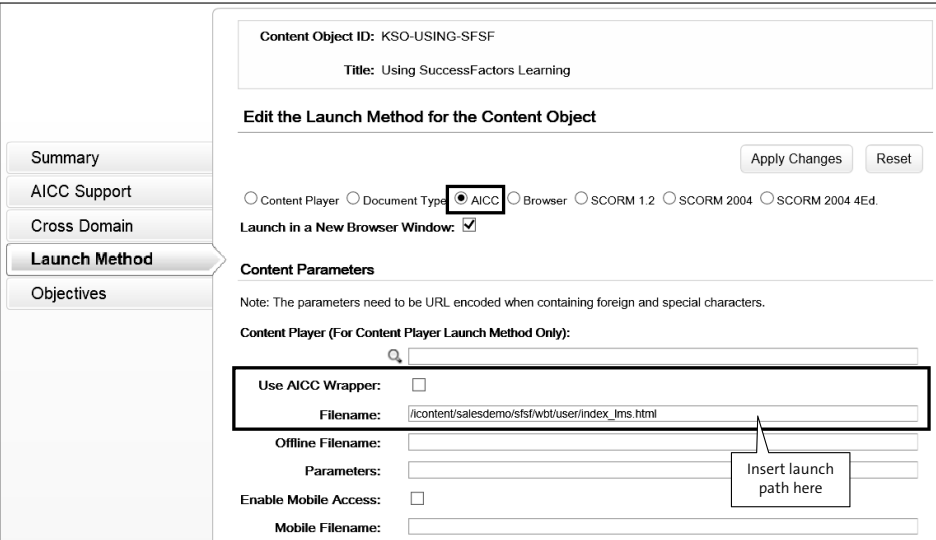 Content Object ID: KSO-USING-SFSF
Title: Using SuccessFactors Learning
Edit the Launch Method for the Content Object
Apply Changes Reset
Summary
AICC Support
Cross Domain
Launch Method
Objectives
Content Player Document Type AICC Browser SCORM 1.2 SCORM 2004 SCORM 2004 4Ed.
Launch in a New Browser Window:
Content Parameters
Note: The parameters need to be URL encoded when containing foreign and special characters.
Content Player (For Content Player Launch Method Only):
Use AICC Wrapper:
Filename: /icontent/salesdemo/sfsf/wbt/user/index_lms.html
Offline Filename:
Parameters:
Insert launch
path here
Enable Mobile Access:
Mobile Filename: